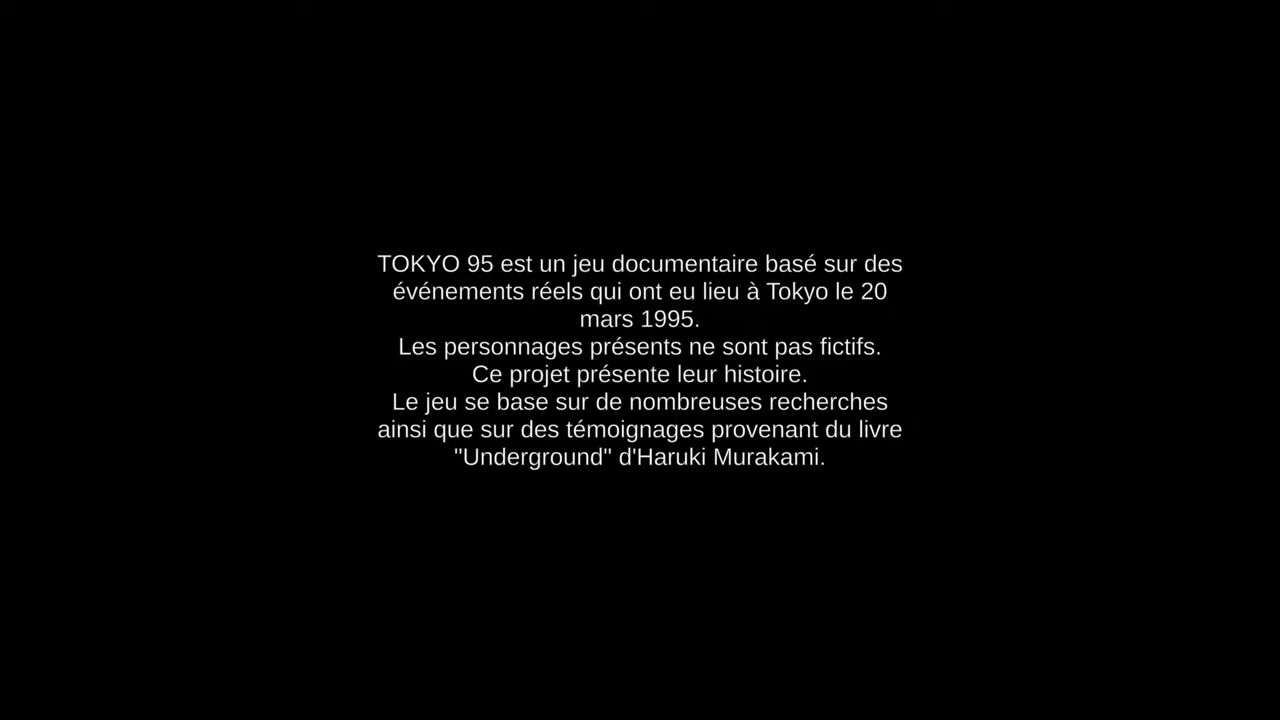 TOKYO 95 est un jeu documentaire basé sur des
événements réels qui ont eu lieu à Tokyo le 20
mars 1995.
Les personnages présents ne sont pas fictifs.
Ce projet présente leur histoire.
Le jeu se base sur de nombreuses recherches
ainsi que sur des témoignages provenant du livre
"Underground" d'Haruki Murakami.